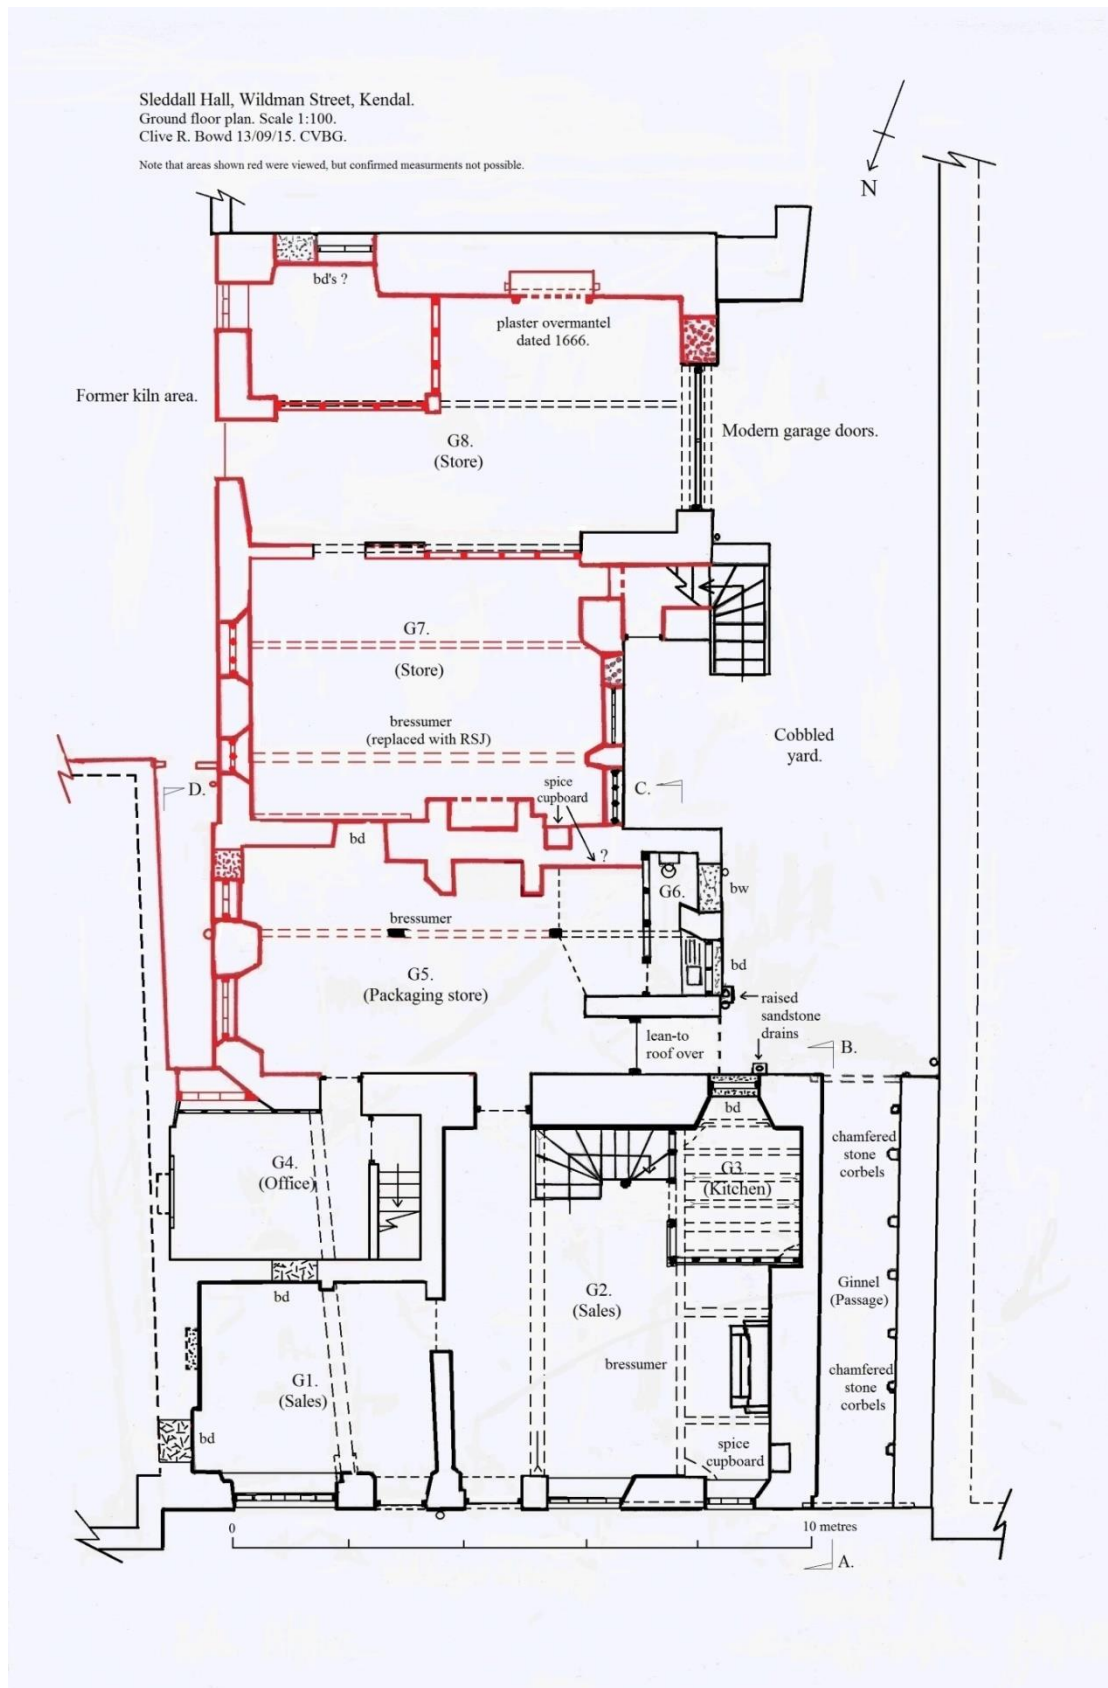 Sleddall Hall, Wildman Street, Kendal.
Ground floor plan. Scale 1:100.
Clive R. Bowd 13/09/15. CVBG.
Note that areas shown red were viewed, but confirmed measurments not possible.
N
bd's ?
plaster overmantel
dated 1666.
Former kiln area.
Modern garage doors.
G8.
(Store)
G7.
(Store)
bressumer
(replaced with RSJ)
Cobbled
yard.
spice
cupboard
C.
D.
bd
?
G6.
bw
bressumer
bd
G5.
(Packaging store)
raised
sandstone
drains
lean-to
roof over
B.
bd
chamfered
stone
corbels
G4.
(Office)
G3.
(Kitchen)
bd
G2.
(Sales)
Ginnel
(Passage)
bressumer
G1.
(Sales)
chamfered
stone
corbels
bd
spice
cupboard
0
10 metres
A.